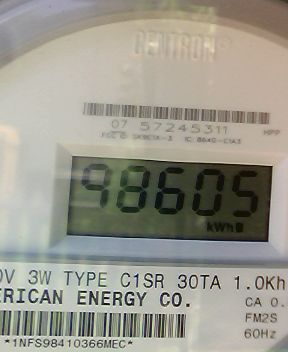 CENTRON®
07 57245311
HPP
98605
kWh
0V 3W TYPE C1SR 30TA 1.0Kh
ERICAN ENERGY CO.
CA 0.
FM2S
60Hz
*1NFS98410366MEC*